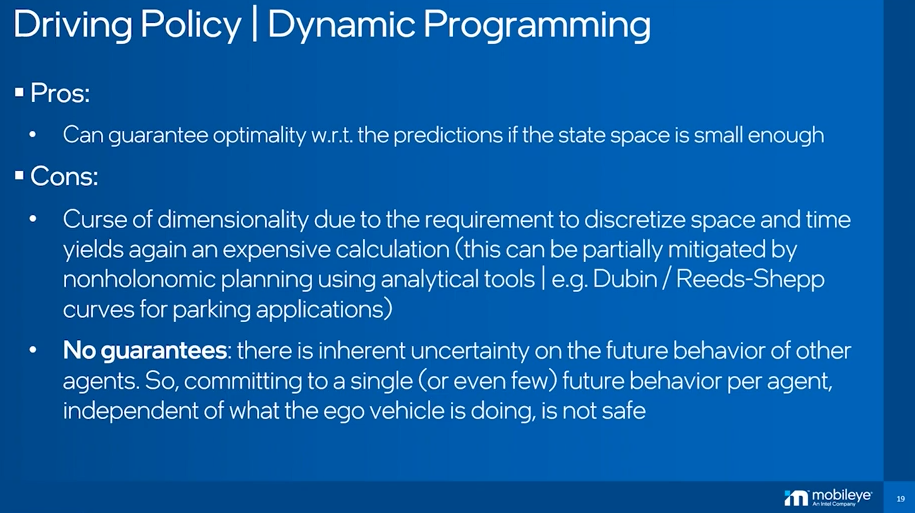 Driving Policy | Dynamic Programming
▪ Pros:
• Can guarantee optimality w.r.t. the predictions if the state space is small enough
▪ Cons:
• Curse of dimensionality due to the requirement to discretize space and time
yields again an expensive calculation (this can be partially mitigated by
nonholonomic planning using analytical tools | e.g. Dubin / Reeds-Shepp
curves for parking applications)
• No guarantees: there is inherent uncertainty on the future behavior of other
agents. So, committing to a single (or even few) future behavior per agent,
independent of what the ego vehicle is doing, is not safe
mobileye
An Intel Company
19